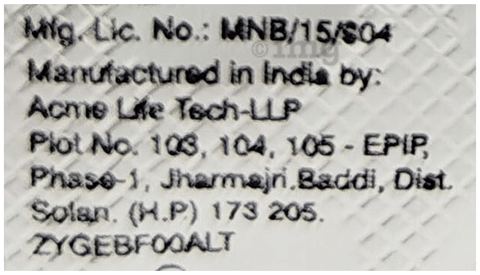 Mfg. Lic. No.: MNB/15/S04
Manufactured in India by:
Acme Life Tech-LLP
Plot No. 103, 104, 105 - EPIP,
Phase-1, Jharmajri, Baddi, Dist.
Solan. (H.P.) 173 205.
ZYGEBF00ALT